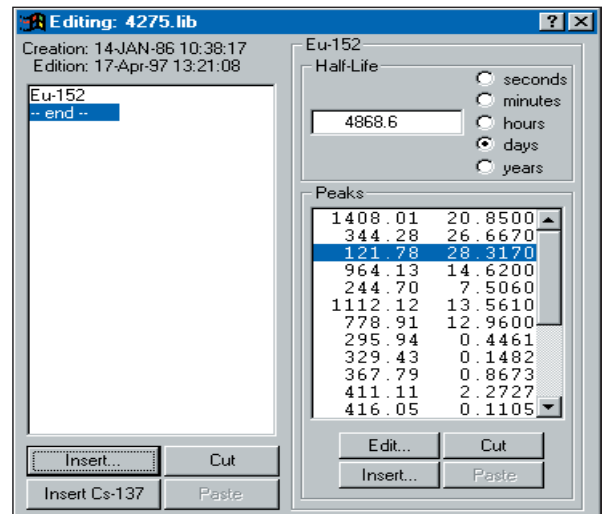 Editing: 4275.lib
Creation: 14-JAN-86 10:38:17
Edition: 17-Apr-97 13:21:08
Eu-152
-- end --
Insert...
Cut
Insert Cs-137
Paste
Eu-152
Half-Life
4868.6
seconds
minutes
hours
days
years
Peaks
1408.01 20.8500
344.28 26.6670
121.78 28.3170
964.13 14.6200
244.70 7.5060
1112.12 13.5610
778.91 12.9600
295.94 0.4461
329.43 0.1482
367.79 0.8673
411.11 2.2727
416.05 0.1105
Edit...
Cut
Insert...
Paste